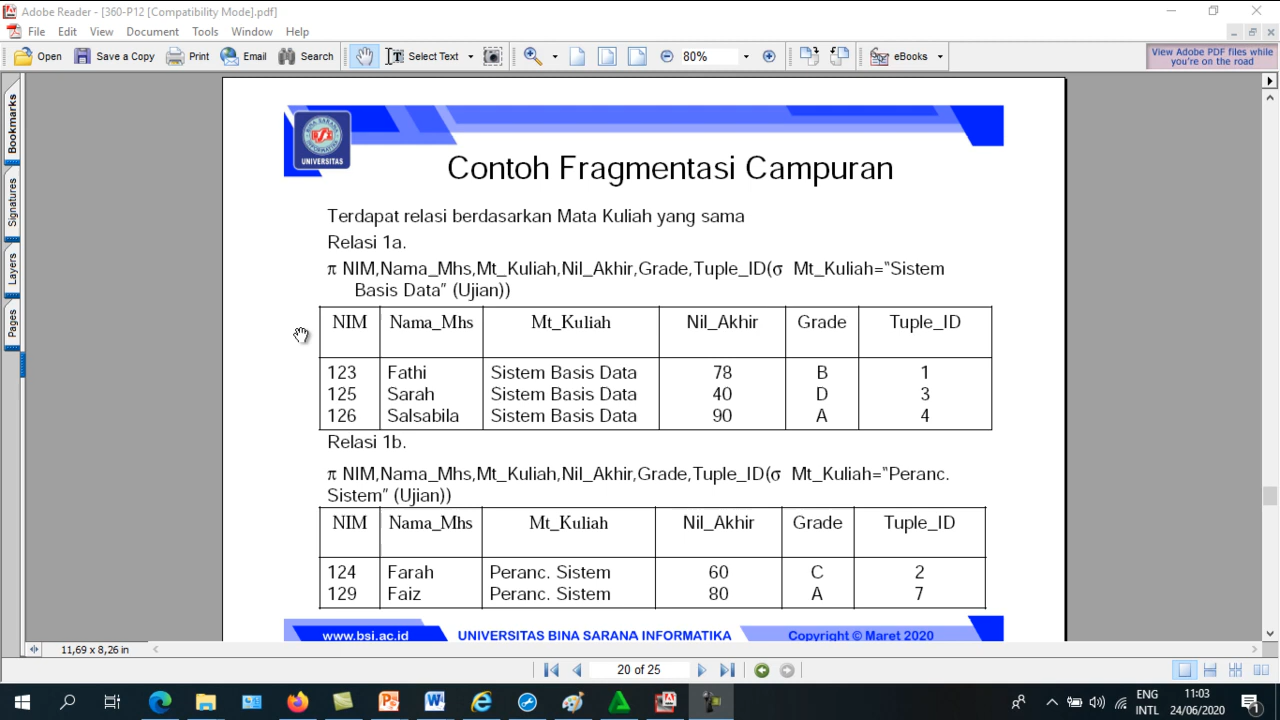 Adobe Reader - [360-P12 [Compatibility Mode].pdf]
File Edit View Document Tools Window Help
Open Save a Copy Print Email Search Select Text 80% eBooks
View Adobe PDF files while
you're on the road
Bookmarks
Signatures
Layers
Pages
UNIVERSITAS
Contoh Fragmentasi Campuran
Terdapat relasi berdasarkan Mata Kuliah yang sama
Relasi 1a.
π NIM,Nama_Mhs,Mt_Kuliah,Nil_Akhir,Grade,Tuple_ID(σ Mt_Kuliah="Sistem
Basis Data" (Ujian))
NIM Nama_Mhs Mt_Kuliah Nil_Akhir Grade Tuple_ID
123 Fathi Sistem Basis Data 78 B 1
125 Sarah Sistem Basis Data 40 D 3
126 Salsabila Sistem Basis Data 90 A 4
Relasi 1b.
π NIM,Nama_Mhs,Mt_Kuliah,Nil_Akhir,Grade,Tuple_ID(σ Mt_Kuliah="Peranc.
Sistem" (Ujian))
NIM Nama_Mhs Mt_Kuliah Nil_Akhir Grade Tuple_ID
124 Farah Peranc. Sistem 60 C 2
129 Faiz Peranc. Sistem 80 A 7
www.bsi.ac.id UNIVERSITAS BINA SARANA INFORMATIKA Copyright © Maret 2020
11,69 x 8,26 in
20 of 25
ENG 11:03
INTL 24/06/2020